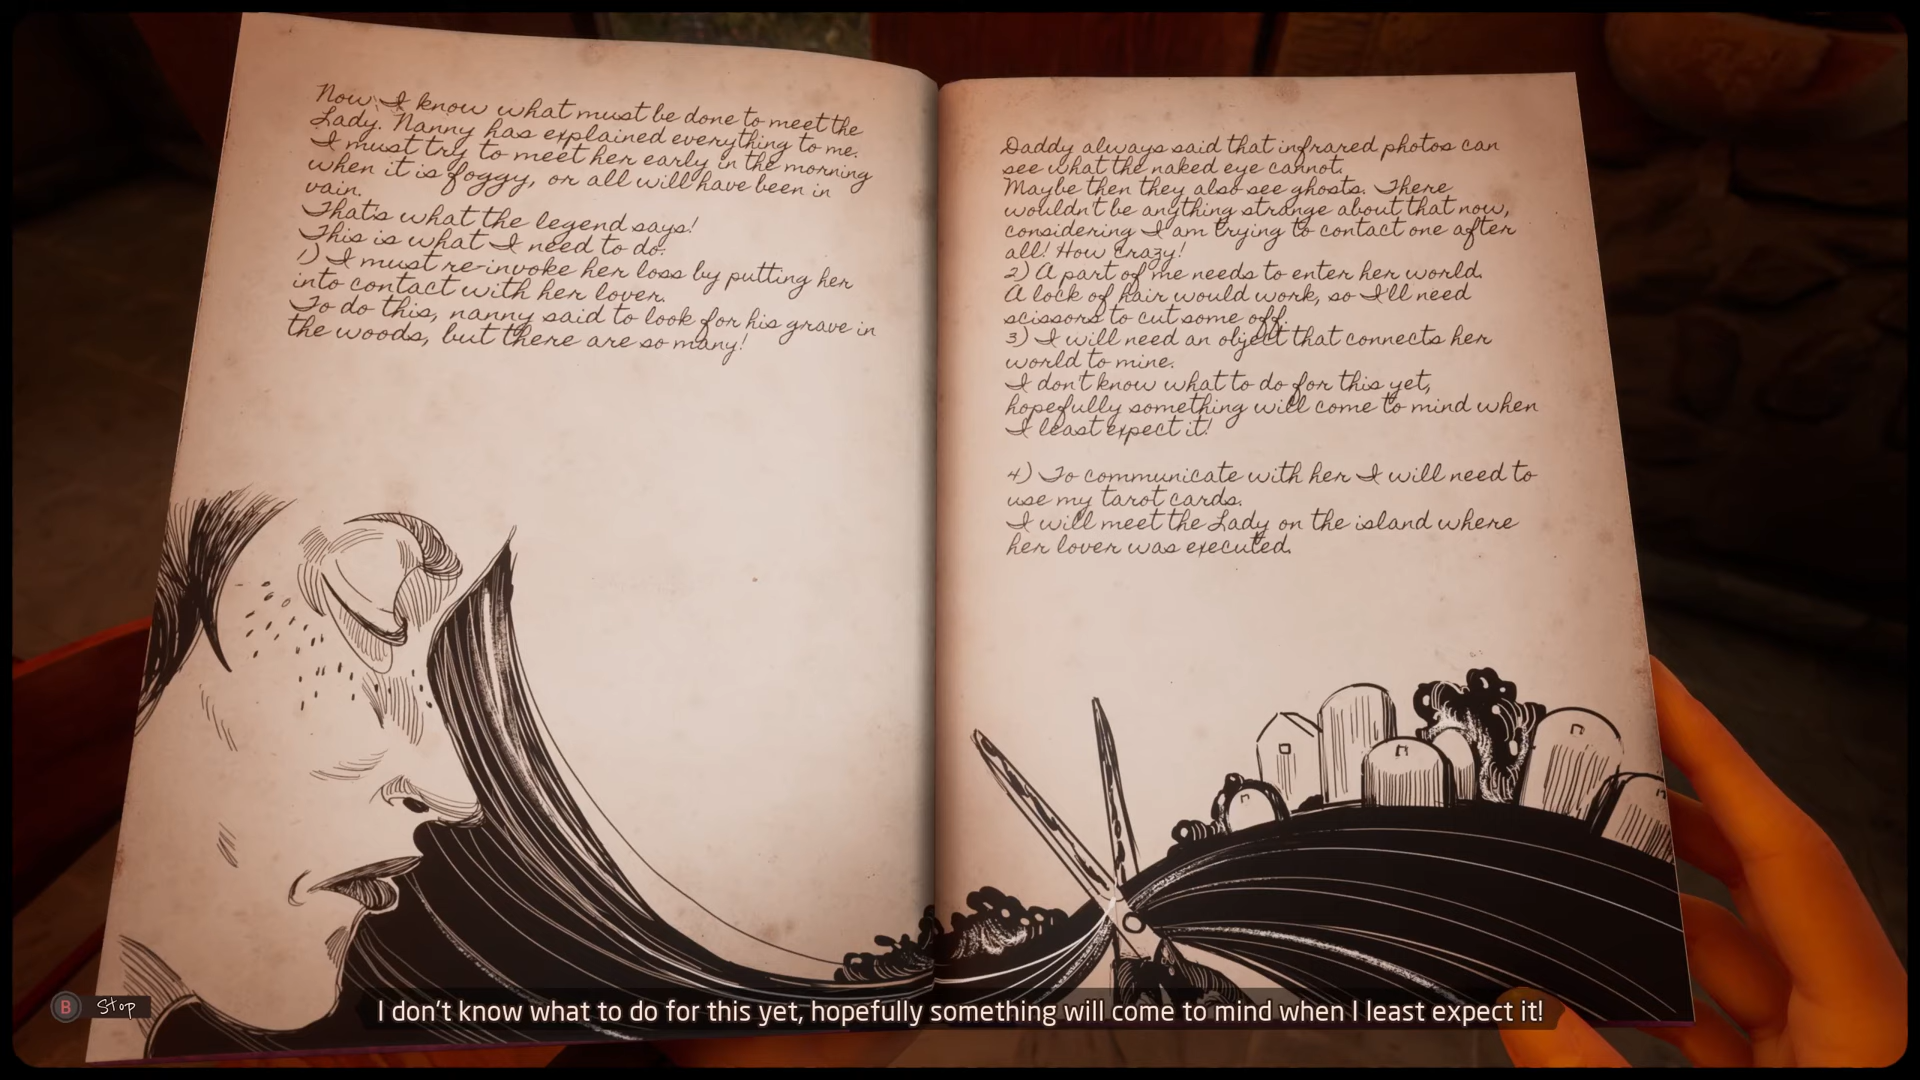 Now I know what must be done to meet the
Lady. Nanny has explained everything to me.
I must try to meet her early in the morning
when it is foggy, or all will have been in
vain.
That's what the legend says!
This is what I need to do:
1) I must re-invoke her loss by putting her
into contact with her lover.
To do this, nanny said to look for his grave in
the woods, but there are so many!
Daddy always said that infrared photos can
see what the naked eye cannot.
Maybe then they also see ghosts. There
wouldn't be anything strange about that now,
considering I am trying to contact one after
all! How crazy!
2) A part of me needs to enter her world.
A lock of hair would work, so I'll need
scissors to cut some off.
3) I will need an object that connects her
world to mine.
I don't know what to do for this yet,
hopefully something will come to mind when
I least expect it!
4) To communicate with her I will need to
use my tarot cards.
I will meet the Lady on the island where
her lover was executed.
B Stop
I don't know what to do for this yet, hopefully something will come to mind when I least expect it!